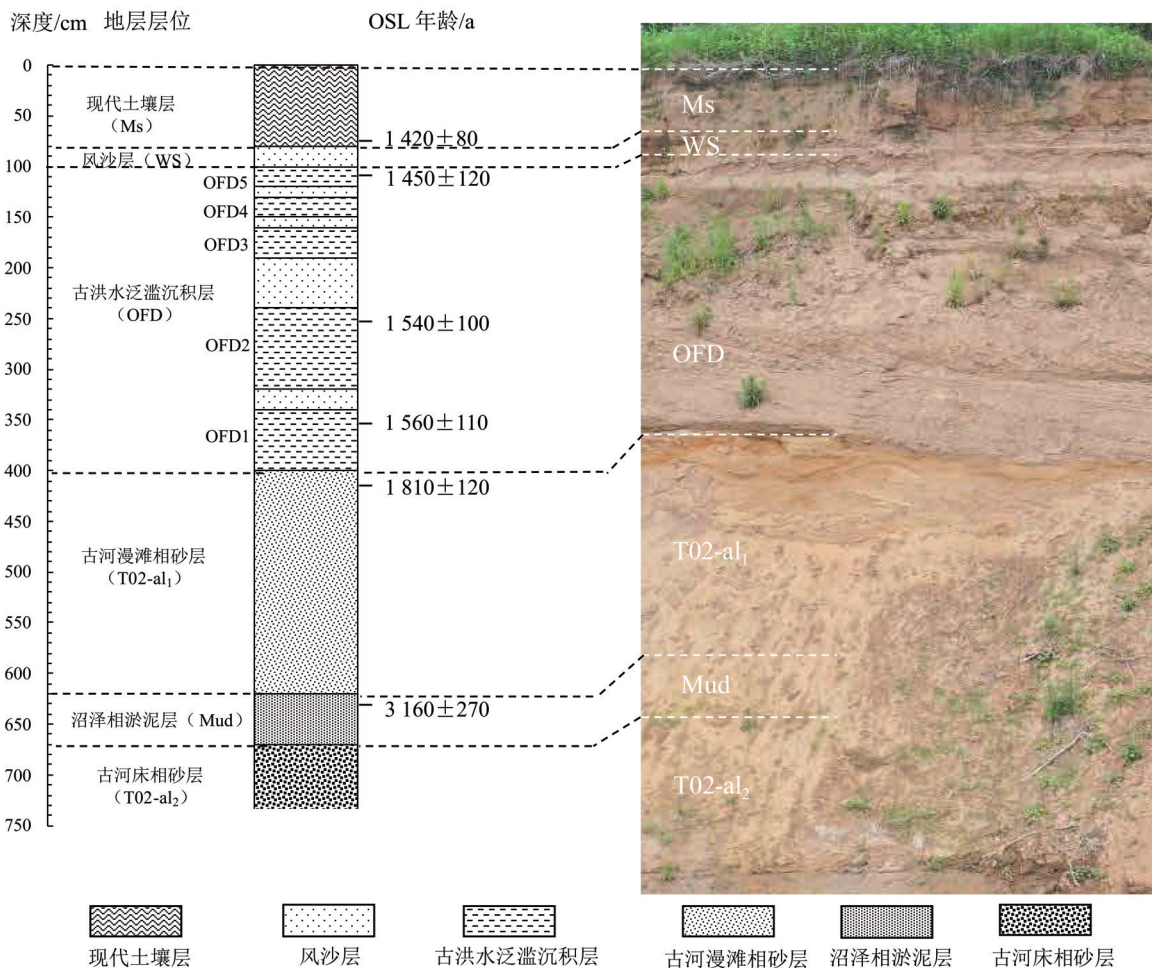 深度/cm 地层层位 OSL 年龄/a
0
50
100
150
200
250
300
350
400
450
500
550
600
650
700
750
现代土壤层
（Ms）
风沙层（WS）
古洪水泛滥沉积层
（OFD）
古河漫滩相砂层
（T02-al₁）
沼泽相淤泥层（Mud）
古河床相砂层
（T02-al₂）
OFD5
OFD4
OFD3
OFD2
OFD1
1 420±80
1 450±120
1 540±100
1 560±110
1 810±120
3 160±270
Ms
WS
OFD
T02-al₁
Mud
T02-al₂
现代土壤层 风沙层 古洪水泛滥沉积层 古河漫滩相砂层 沼泽相淤泥层 古河床相砂层